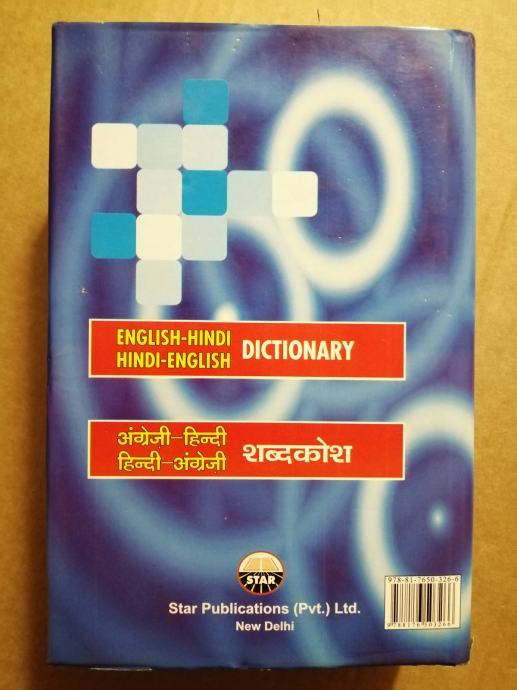 ENGLISH-HINDI
HINDI-ENGLISH DICTIONARY
अंग्रेज़ी-हिन्दी
हिन्दी-अंग्रेज़ी शब्दकोश
STAR
Star Publications (Pvt.) Ltd.
New Delhi
978-81-7650-326-6
9788176503266